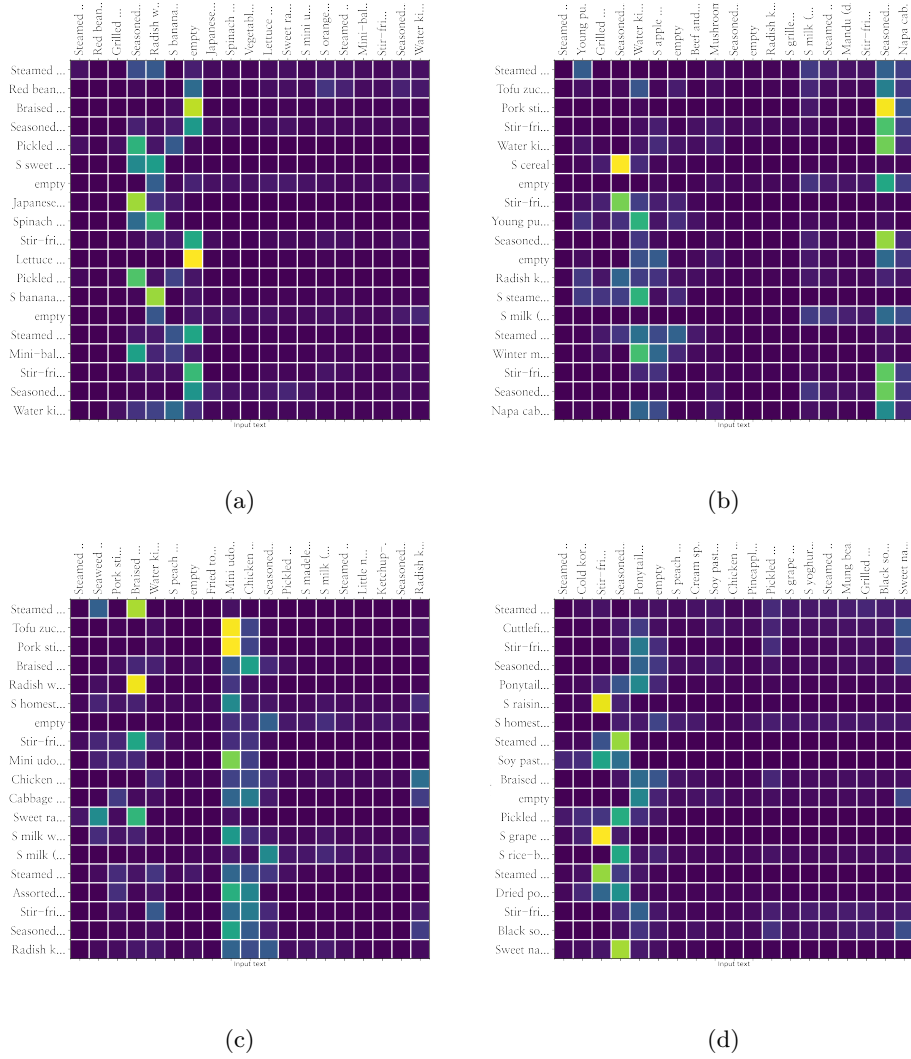 Steamed ..
Red bean..
Grilled ...
Seasoned..
Radish w...
S banana..
empty
Japanese..
Spinach ...
Vegetabl..
Lettuce ...
Sweet ra...
S mini u...
S orange...
Steamed ..
Mini-bal..
Stir-fri...
Seasoned..
Water ki...
Steamed ...
Red bean...
Braised ...
Seasoned...
Pickled ...
S sweet ...
empty
Japanese...
Spinach ...
Stir-fri...
Lettuce ...
Pickled ...
S banana...
empty
Steamed ...
Mini-bal...
Stir-fri...
Seasoned...
Water ki...
Input text
(a)
Steamed ..
Young pu..
Grilled ...
Seasoned..
Water ki...
S apple ...
empty
Beef and..
Mushroom
Seasoned..
empty
Radish k...
S grille...
S milk (...
Steamed ..
Mandu (d.
Stir-fri...
Seasoned..
Napa cab..
Steamed ...
Tofu zuc...
Pork sti...
Stir-fri...
Water ki...
S cereal
empty
Stir-fri...
Young pu...
Seasoned...
empty
Radish k...
S steame...
S milk (...
Steamed ...
Winter m...
Stir-fri...
Seasoned...
Napa cab...
Input text
(b)
Steamed ..
Seaweed ..
Pork sti...
Braised ...
Water ki...
S peach ...
empty
Fried to...
Mini udo..
Chicken ..
Seasoned..
Pickled ...
S madele..
S milk (...
Steamed ..
Little n...
Ketchup-.
Seasoned..
Radish k...
Steamed ...
Tofu zuc...
Pork sti...
Braised ...
Radish w...
S homest...
empty
Stir-fri...
Mini udo...
Chicken ...
Cabbage ...
Sweet ra...
S milk w...
S milk (...
Steamed ...
Assorted...
Stir-fri...
Seasoned...
Radish k...
Input text
(c)
Steamed ..
Cold kor..
Stir-fri...
Seasoned..
Ponytail..
empty
S peach ...
Cream sp.
Soy past...
Chicken ..
Pineappl..
Pickled ...
S grape ...
S yoghur..
Steamed ..
Mung bea
Grilled ...
Black so...
Sweet na..
Steamed ...
Cuttlefi...
Stir-fri...
Seasoned...
Ponytail...
S raisin...
S homest...
Steamed ...
Soy past...
Braised ...
empty
Pickled ...
S grape ...
S rice-b...
Steamed ...
Dried po...
Stir-fri...
Black so...
Sweet na...
Input text
(d)